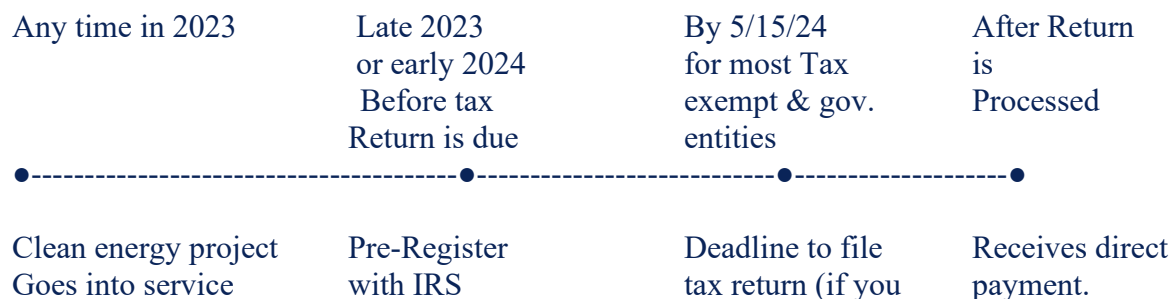 Any time in 2023 Late 2023 By 5/15/24 After Return
or early 2024 for most Tax is
Before tax exempt & gov. Processed
Return is due entities
●----------------------------------------●----------------------------●--------------------●
Clean energy project Pre-Register Deadline to file Receives direct
Goes into service with IRS tax return (if you payment.